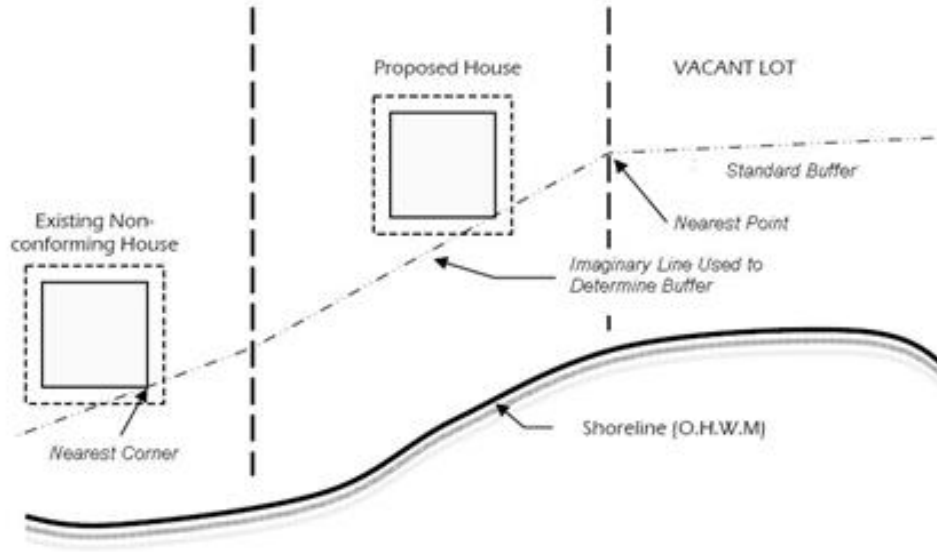 Proposed House
VACANT LOT
Standard Buffer
Nearest Point
Existing Non-
conforming House
Imaginary Line Used to
Determine Buffer
Nearest Corner
Shoreline (O.H.W.M)